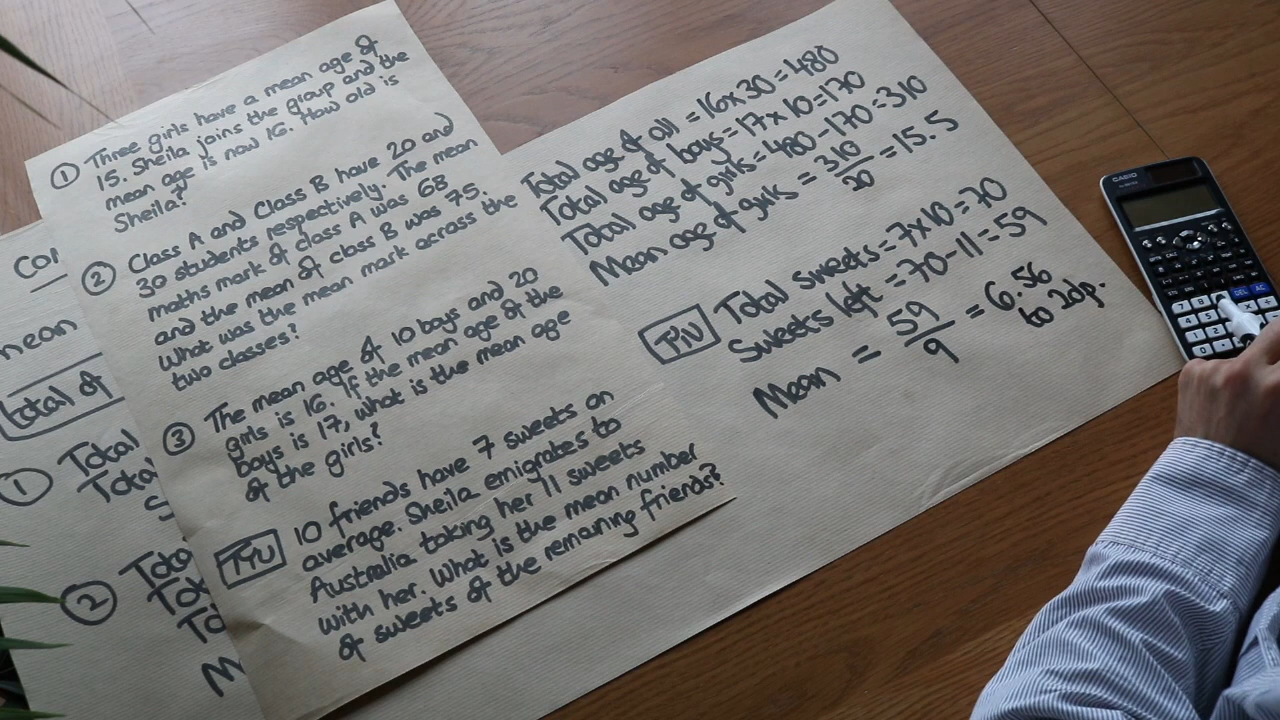 ① Three girls have a mean age of
15. Sheila joins the group and the
mean age is now 16. How old is
Sheila?
② Class A and Class B have 20 and
30 students respectively. The mean
maths mark of class A was 68
and the mean of class B was 75.
What was the mean mark across the
two classes?
③ The mean age of 10 boys and 20
girls is 16. If the mean age of the
boys is 17, what is the mean age
of the girls?
TIU 10 friends have 7 sweets on
average. Sheila emigrates to
Australia taking her 11 sweets
with her. What is the mean number
of sweets of the remaining friends?
mean
total of
① Total
②
Total age of all = 16x30 = 480
Total age of boys = 17x10=170
Total age of girls = 480-170=310
Mean age of girls = 310/20 = 15.5
TIU Total sweets = 7x10=70
Sweets left = 70-11=59
Mean = 59/9 = 6.56
to 2dp.
CASIO